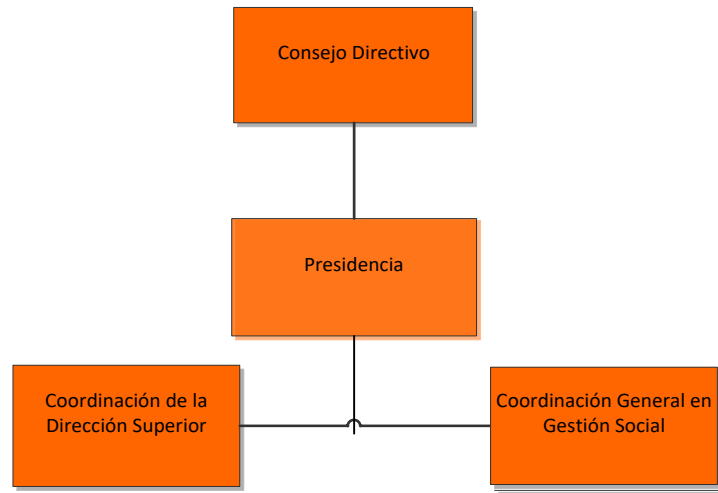 Consejo Directivo
Presidencia
Coordinación de la
Dirección Superior
Coordinación General en
Gestión Social